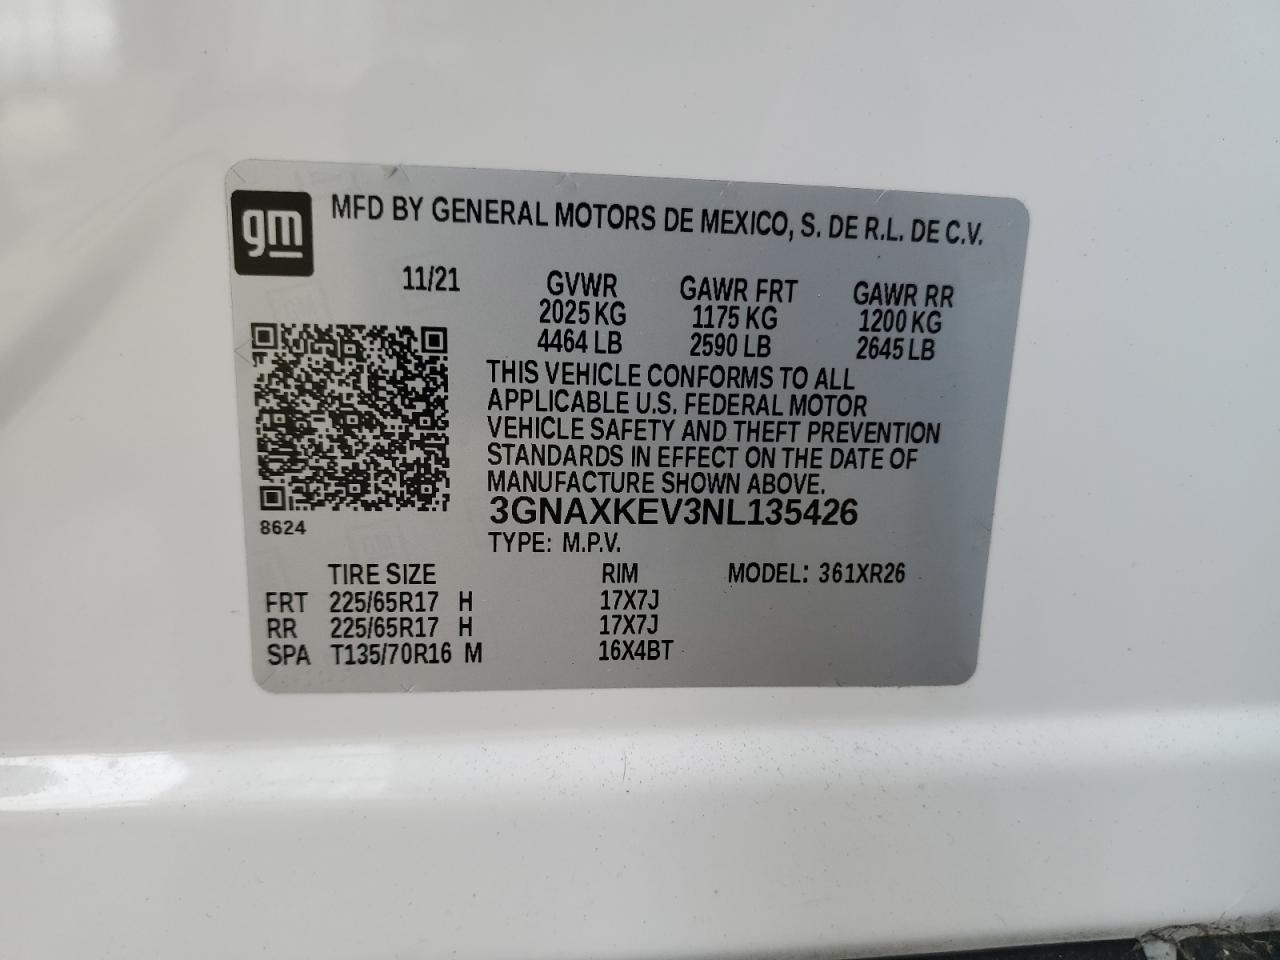 gm
MFD BY GENERAL MOTORS DE MEXICO, S. DE R.L. DE C.V.
11/21 GVWR GAWR FRT GAWR RR
2025 KG 1175 KG 1200 KG
4464 LB 2590 LB 2645 LB
THIS VEHICLE CONFORMS TO ALL
APPLICABLE U.S. FEDERAL MOTOR
VEHICLE SAFETY AND THEFT PREVENTION
STANDARDS IN EFFECT ON THE DATE OF
MANUFACTURE SHOWN ABOVE.
3GNAXKEV3NL135426
8624
TYPE: M.P.V.
TIRE SIZE RIM MODEL: 361XR26
FRT 225/65R17 H 17X7J
RR 225/65R17 H 17X7J
SPA T135/70R16 M 16X4BT